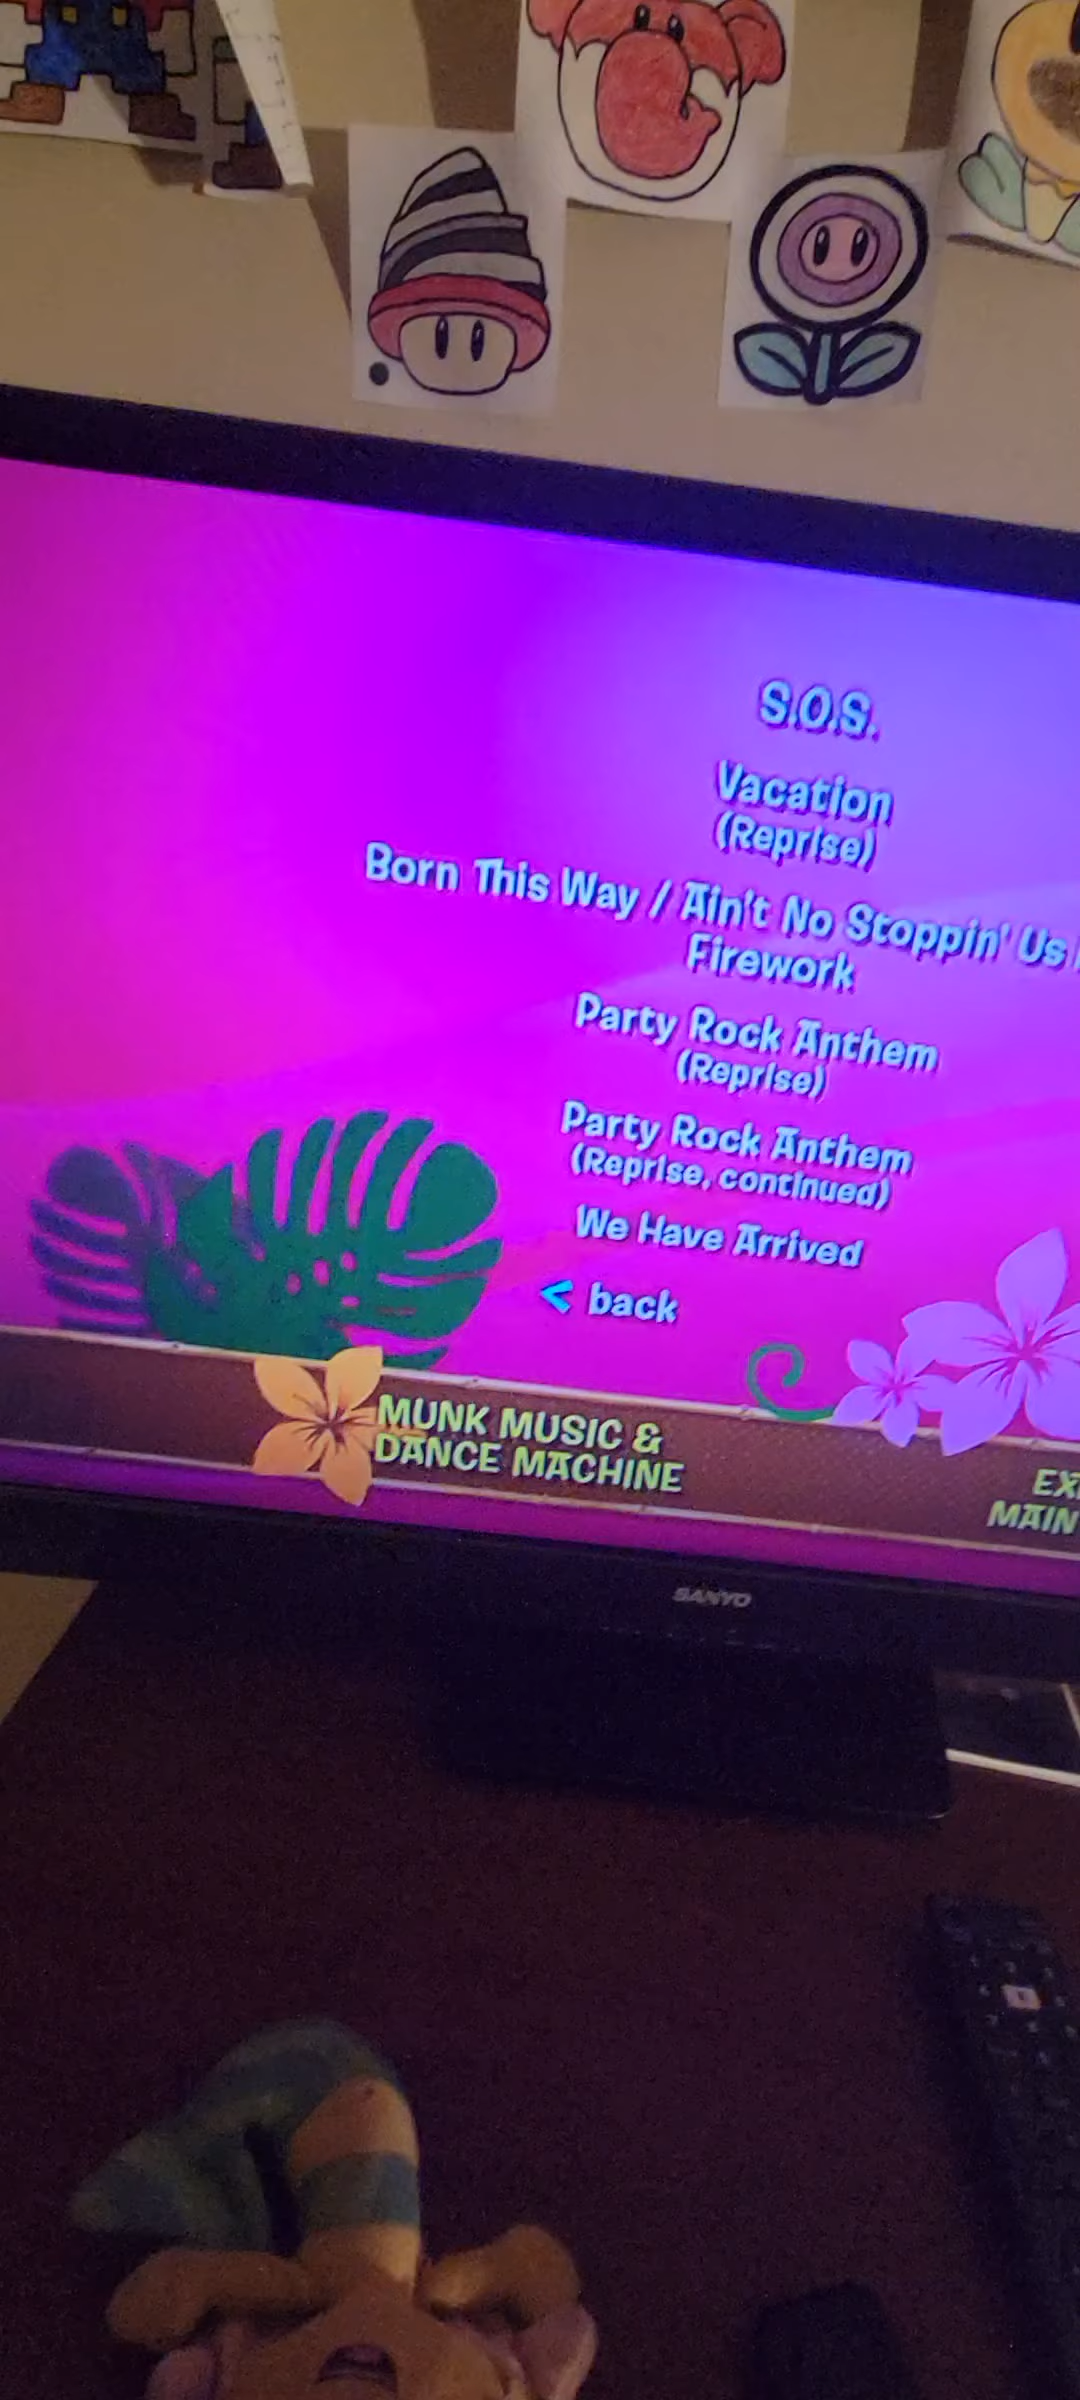 S.O.S.
Vacation
(Reprise)
Born This Way / Ain't No Stoppin' Us
Firework
Party Rock Anthem
(Reprise)
Party Rock Anthem
(Reprise, continued)
We Have Arrived
< back
MUNK MUSIC &
DANCE MACHINE
MAIN
SANYO